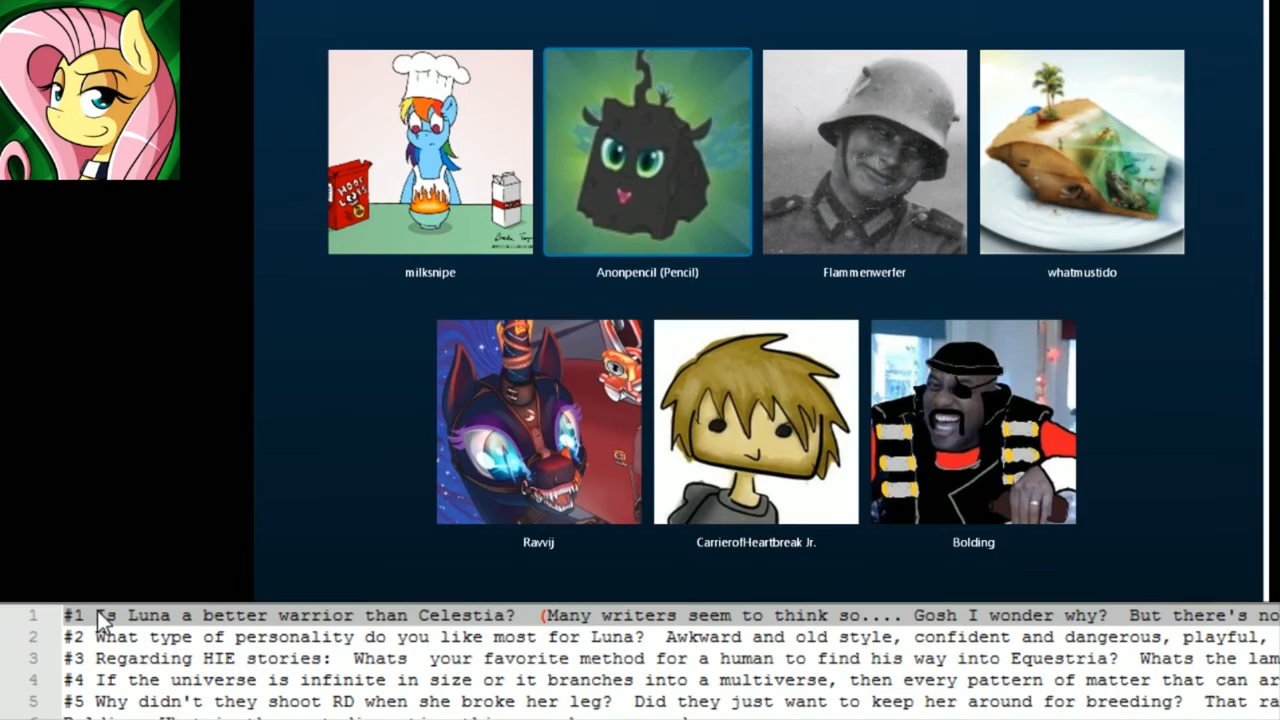 HOOT
milksnipe
Anonpencil (Pencil)
Flammenwerfer
whatmustido
Ravvij
CarrierofHeartbreak Jr.
Bolding
1 #1 Is Luna a better warrior than Celestia?  (Many writers seem to think so.... Gosh I wonder why?  But there's no
2 #2 What type of personality do you like most for Luna?  Awkward and old style, confident and dangerous, playful,
3 #3 Regarding HIE stories:  Whats  your favorite method for a human to find his way into Equestria?  Whats the lam
4 #4 If the universe is infinite in size or it branches into a multiverse, then every pattern of matter that can ar
5 #5 Why didn't they shoot RD when she broke her leg?  Did they just want to keep her around for breeding?  That ra